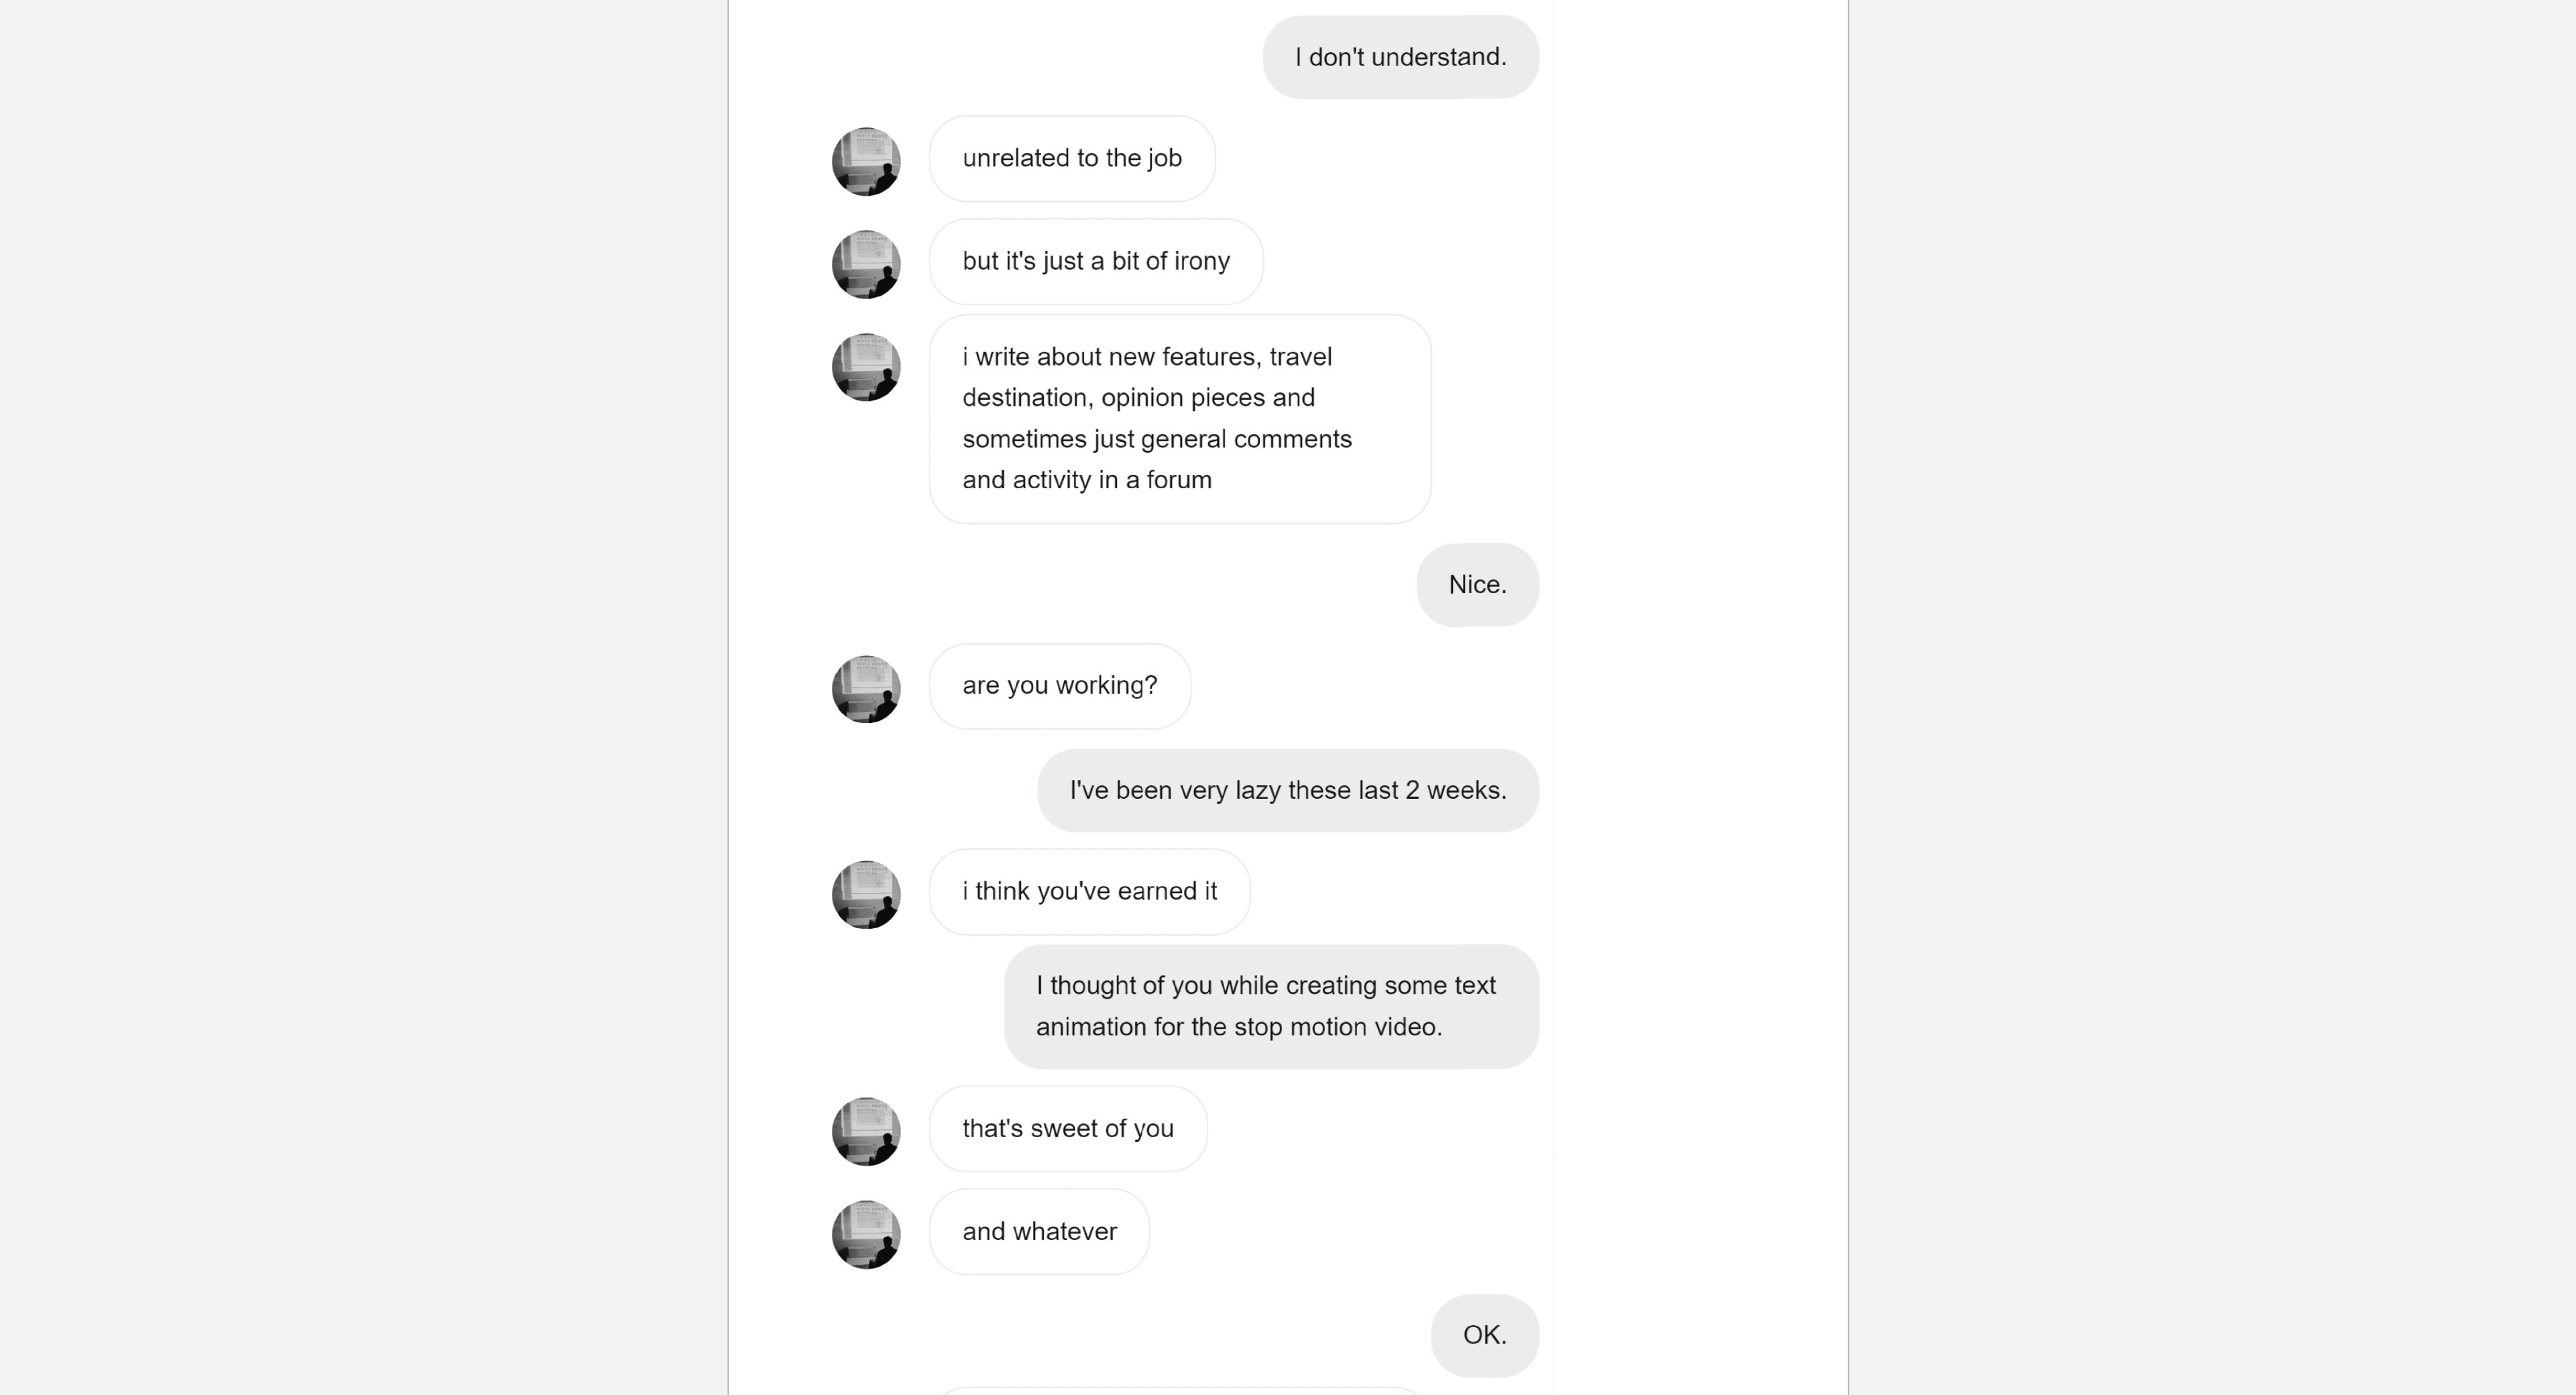 I don't understand.
unrelated to the job
but it's just a bit of irony
i write about new features, travel
destination, opinion pieces and
sometimes just general comments
and activity in a forum
Nice.
are you working?
I've been very lazy these last 2 weeks.
i think you've earned it
I thought of you while creating some text
animation for the stop motion video.
that's sweet of you
and whatever
OK.